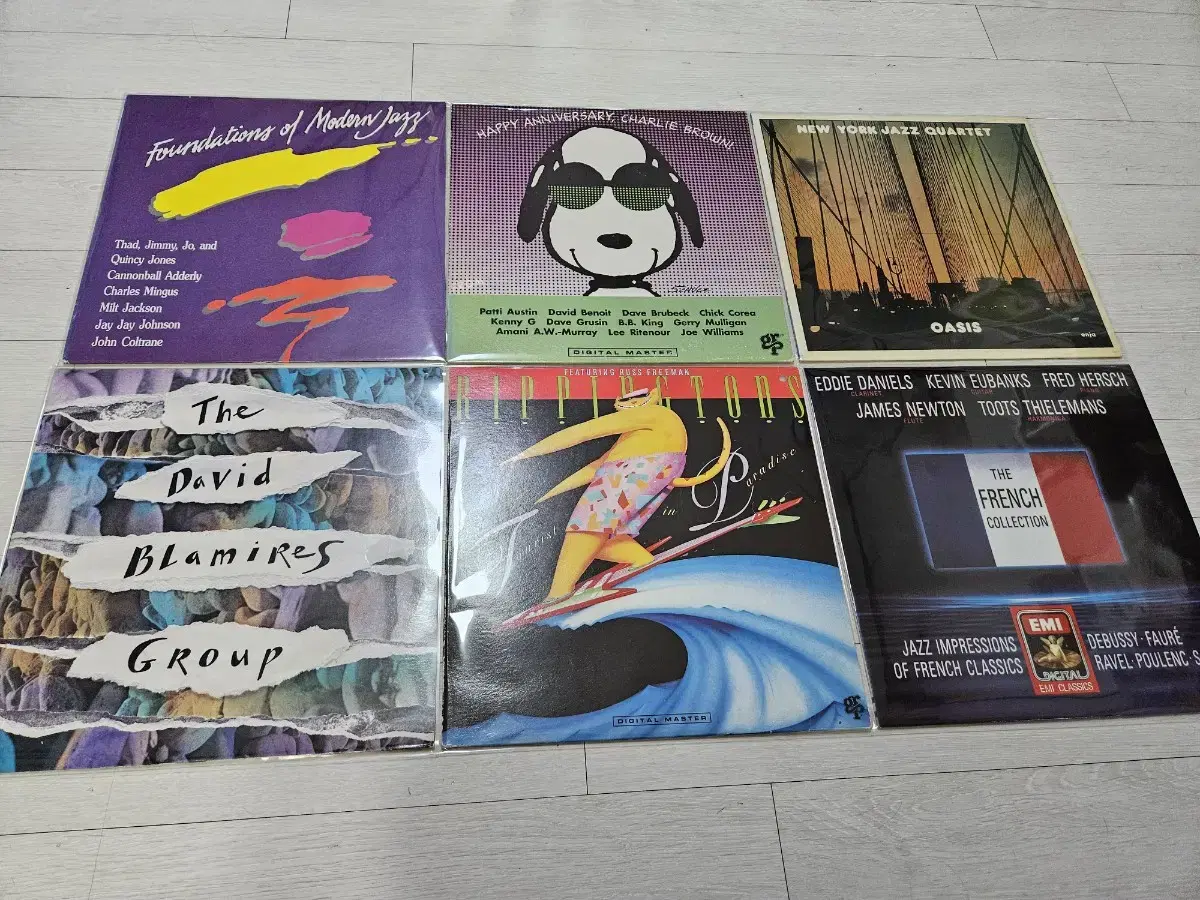 Foundations of Modern Jazz
Thad, Jimmy, Jo, and
Quincy Jones
Cannonball Adderly
Charles Mingus
Milt Jackson
Jay Jay Johnson
John Coltrane
HAPPY ANNIVERSARY, CHARLIE BROWN!
Patti Austin David Benoit Dave Brubeck Chick Corea
Kenny G Dave Grusin B.B. King Gerry Mulligan
Amani A.W.-Murray Lee Ritenour Joe Williams
DIGITAL MASTER
grp
NEW YORK JAZZ QUARTET
OASIS
enja
The
David
Blamires
Group
FEATURING RUSS FREEMAN
RIPPINGTONS
Tourist in Paradise
DIGITAL MASTER
grp
EDDIE DANIELS KEVIN EUBANKS FRED HERSCH
CLARINET GUITAR PIANO
JAMES NEWTON TOOTS THIELEMANS
FLUTE HARMONICA
THE
FRENCH
COLLECTION
JAZZ IMPRESSIONS
OF FRENCH CLASSICS
EMI
DIGITAL
EMI CLASSICS
DEBUSSY·FAURÉ
RAVEL POULENC S